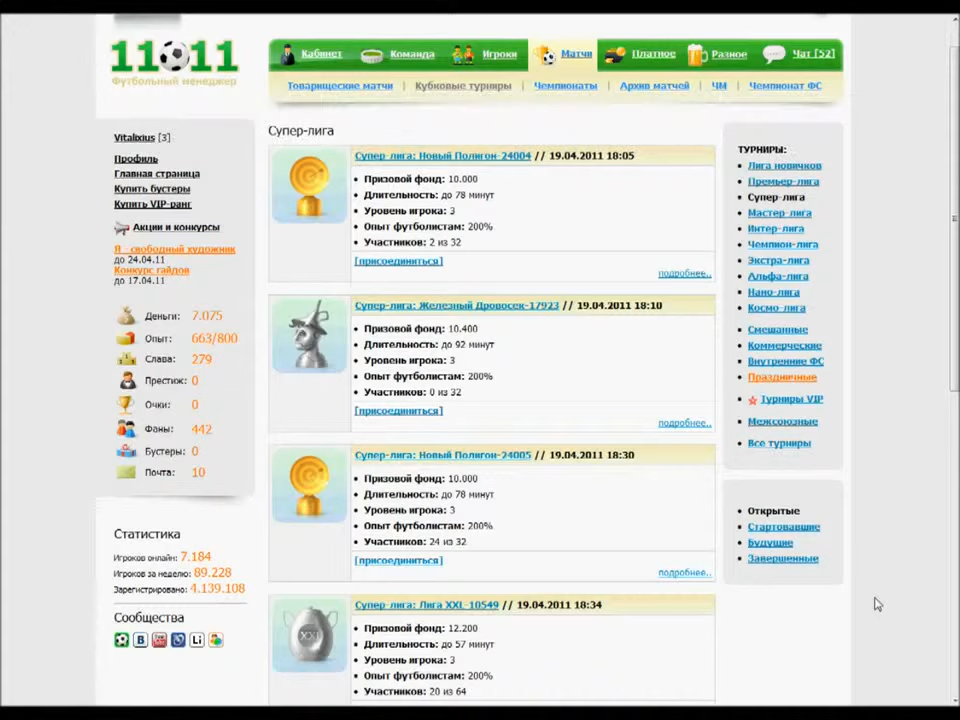 11 11
Футбольный менеджер
Кабинет
Команда
Игроки
Матчи
Платное
Разное
Чат [52]
Товарищеские матчи | Кубковые турниры | Чемпионаты | Архив матчей | ЧМ | Чемпионат ФС
Vitalixius [3]
Профиль
Главная страница
Купить бустеры
Купить VIP-ранг
Акции и конкурсы
Я - свободный художник
до 24.04.11
Конкурс гайдов
до 17.04.11
Деньги: 7.075
Опыт: 663/800
Слава: 279
Престиж: 0
Очки: 0
Фаны: 442
Бустеры: 0
Почта: 10
Статистика
Игроков онлайн: 7.184
Игроков за неделю: 89.228
Зарегистрировано: 4.139.108
Сообщества
Супер-лига
Супер-лига: Новый Полигон-24004 // 19.04.2011 18:05
Призовой фонд: 10.000
Длительность: до 78 минут
Уровень игрока: 3
Опыт футболистам: 200%
Участников: 2 из 32
[присоединиться]
подробнее..
Супер-лига: Железный Дровосек-17923 // 19.04.2011 18:10
Призовой фонд: 10.400
Длительность: до 92 минут
Уровень игрока: 3
Опыт футболистам: 200%
Участников: 0 из 32
[присоединиться]
подробнее..
Супер-лига: Новый Полигон-24005 // 19.04.2011 18:30
Призовой фонд: 10.000
Длительность: до 78 минут
Уровень игрока: 3
Опыт футболистам: 200%
Участников: 24 из 32
[присоединиться]
подробнее..
Супер-лига: Лига XXL-10549 // 19.04.2011 18:34
XXL
Призовой фонд: 12.200
Длительность: до 57 минут
Уровень игрока: 3
Опыт футболистам: 200%
Участников: 20 из 64
ТУРНИРЫ:
Лига новичков
Премьер-лига
Супер-лига
Мастер-лига
Интер-лига
Чемпион-лига
Экстра-лига
Альфа-лига
Нано-лига
Космо-лига
Смешанные
Коммерческие
Внутренние ФС
Праздничные
Турниры VIP
Межсоюзные
Все турниры
Открытые
Стартовавшие
Будущие
Завершенные